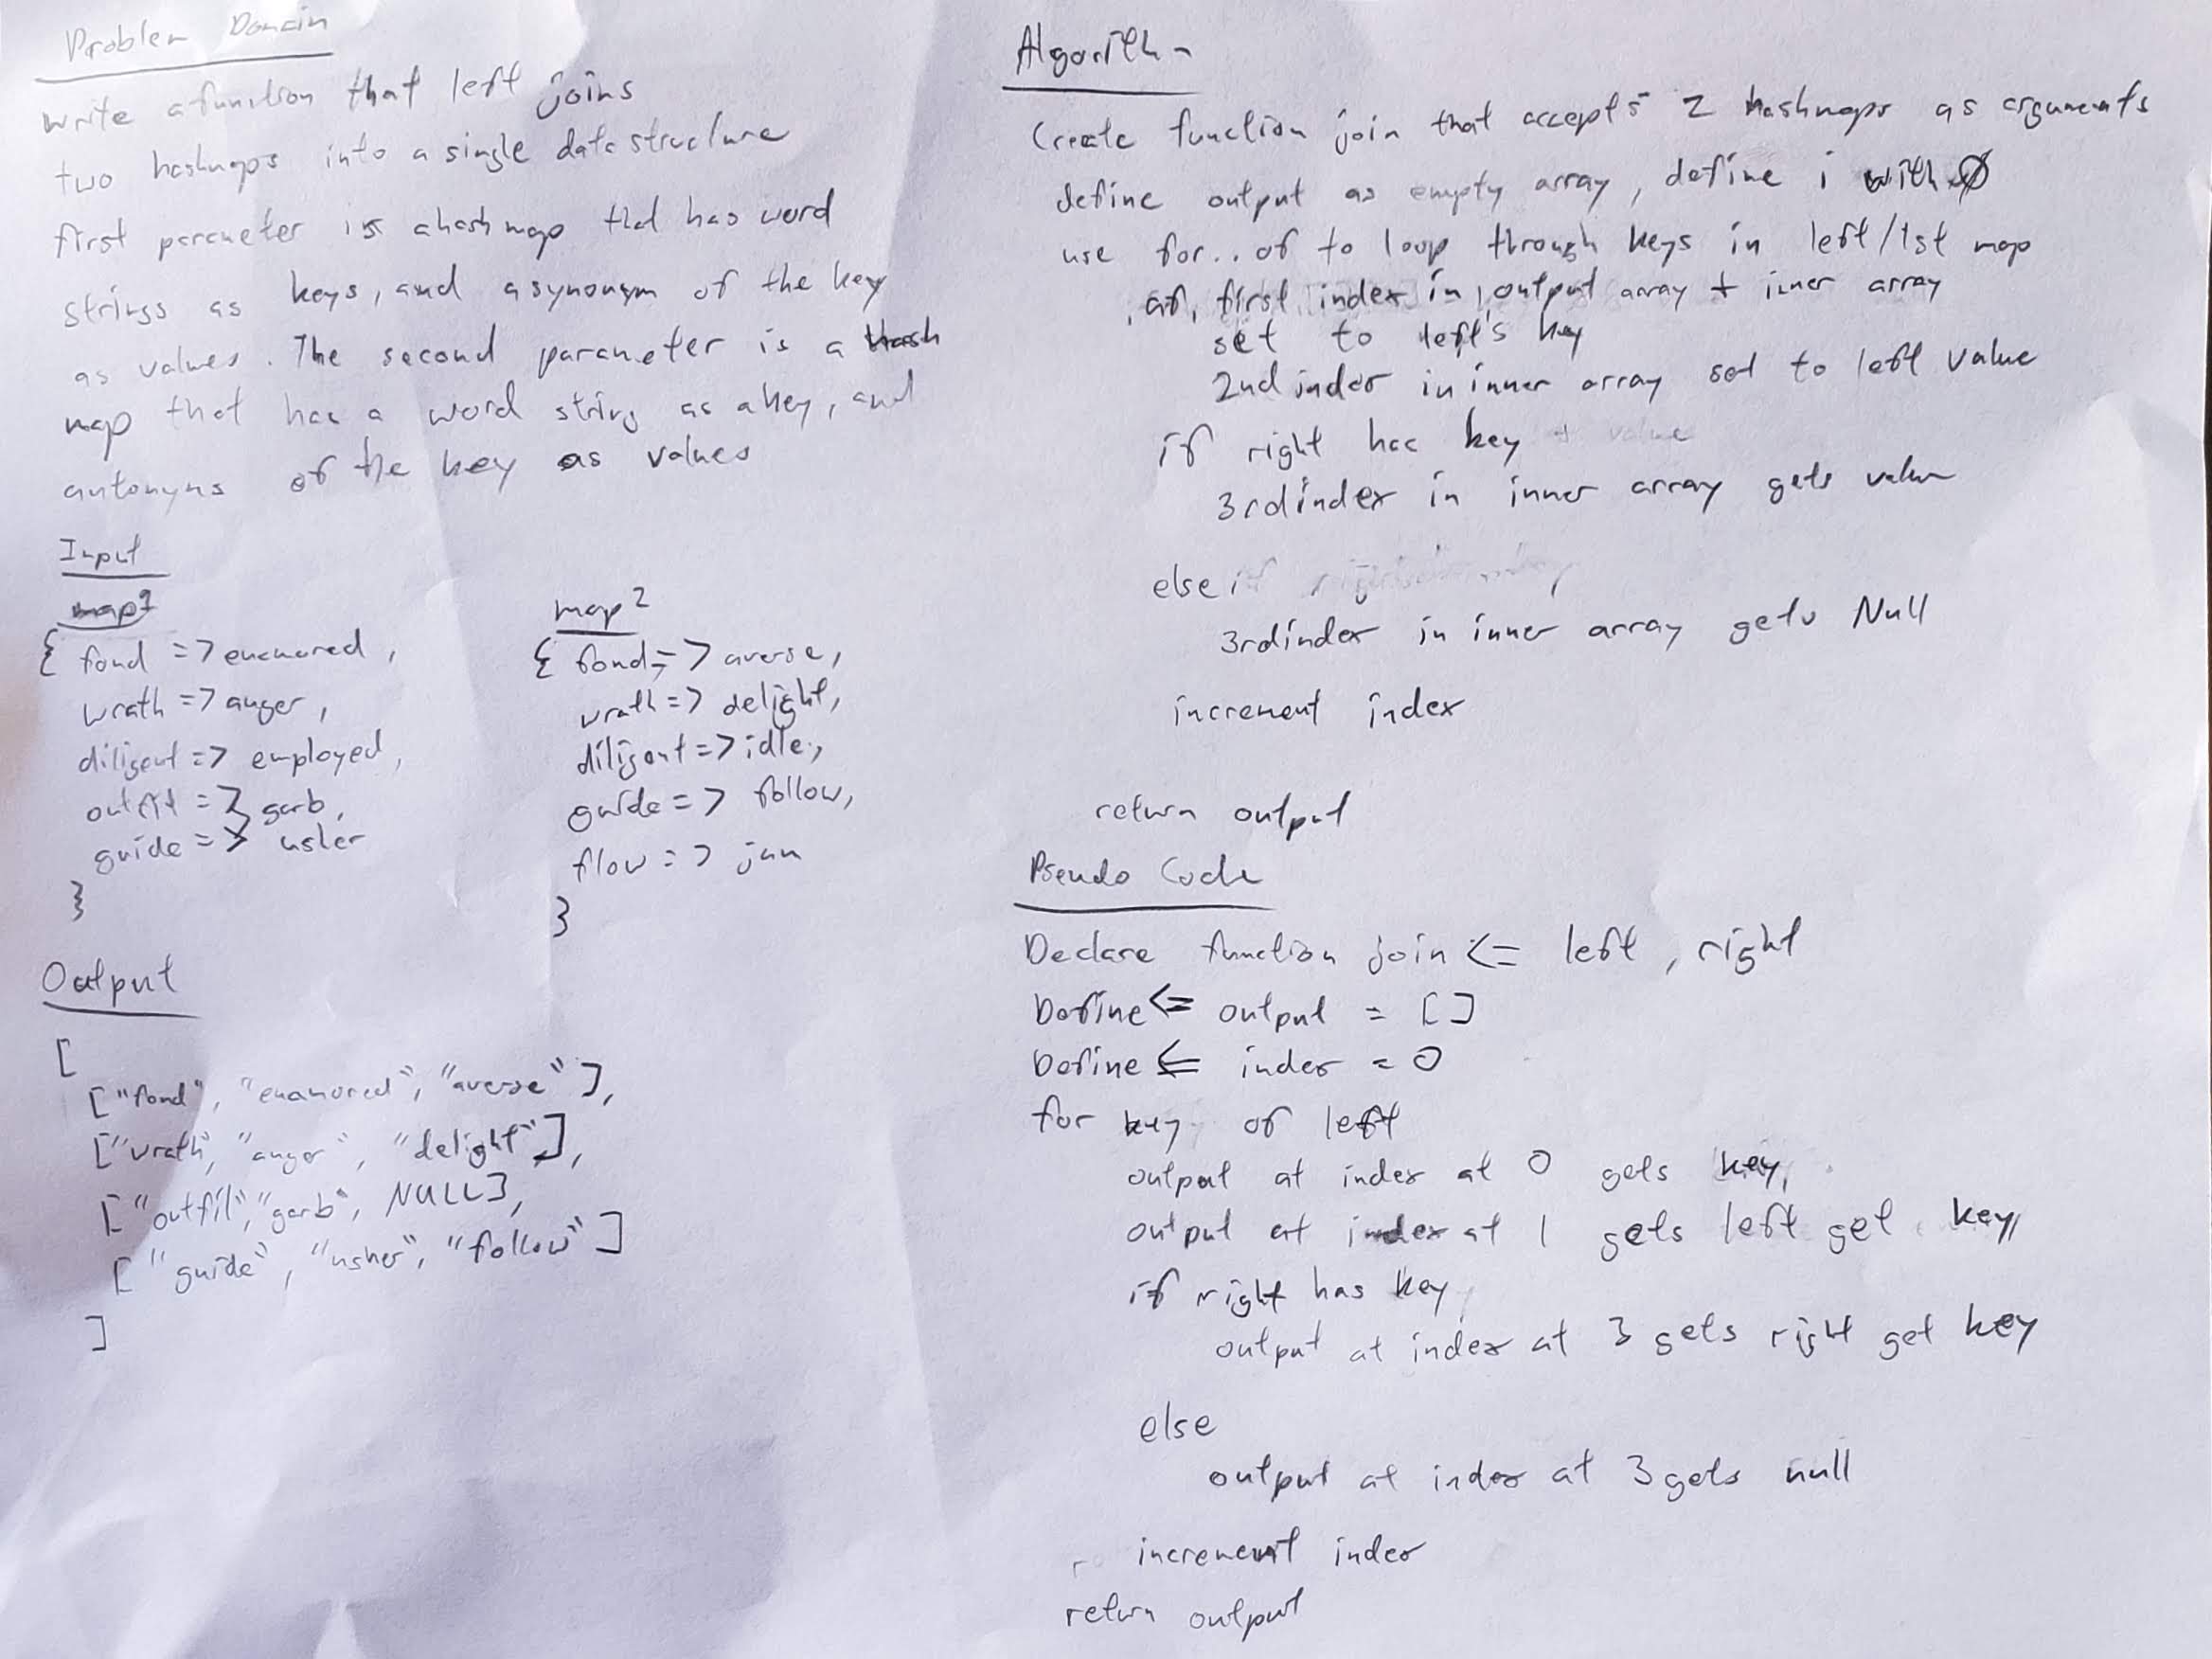 Problem Domain
Write a function that left joins
two hashmaps into a single data structure
first parameter is a hashmap that has word
strings as keys, and a synonym of the key
as values. The second parameter is a hash
map that has a word string as a key, and
antonyms of the key as values
Input
map1
{ fond => enamored,
wrath => anger,
diligent => employed,
outfit => garb,
guide => usher
}
map2
{ fond => averse,
wrath => delight,
diligent => idle,
guide => follow,
flow => jam
}
Output
[
["fond", "enamored", "averse"],
["wrath", "anger", "delight"],
["outfit", "garb", NULL],
["guide", "usher", "follow"]
]
Algorithm
Create function join that accepts 2 hashmaps as arguments
define output as empty array, define i with 0
use for..of to loop through keys in left/1st map
at first index in output array + inner array
set to left's key
2nd index in inner array set to left value
if right has key + value
3rd index in inner array gets value
else if
3rd index in inner array gets Null
increment index
return output
Pseudo Code
Declare function join <= left, right
Define <= output = []
Define <= index = 0
for key of left
output at index at 0 gets key
output at index at 1 gets left get key
if right has key
output at index at 3 gets right get key
else
output at index at 3 gets null
increment index
return output